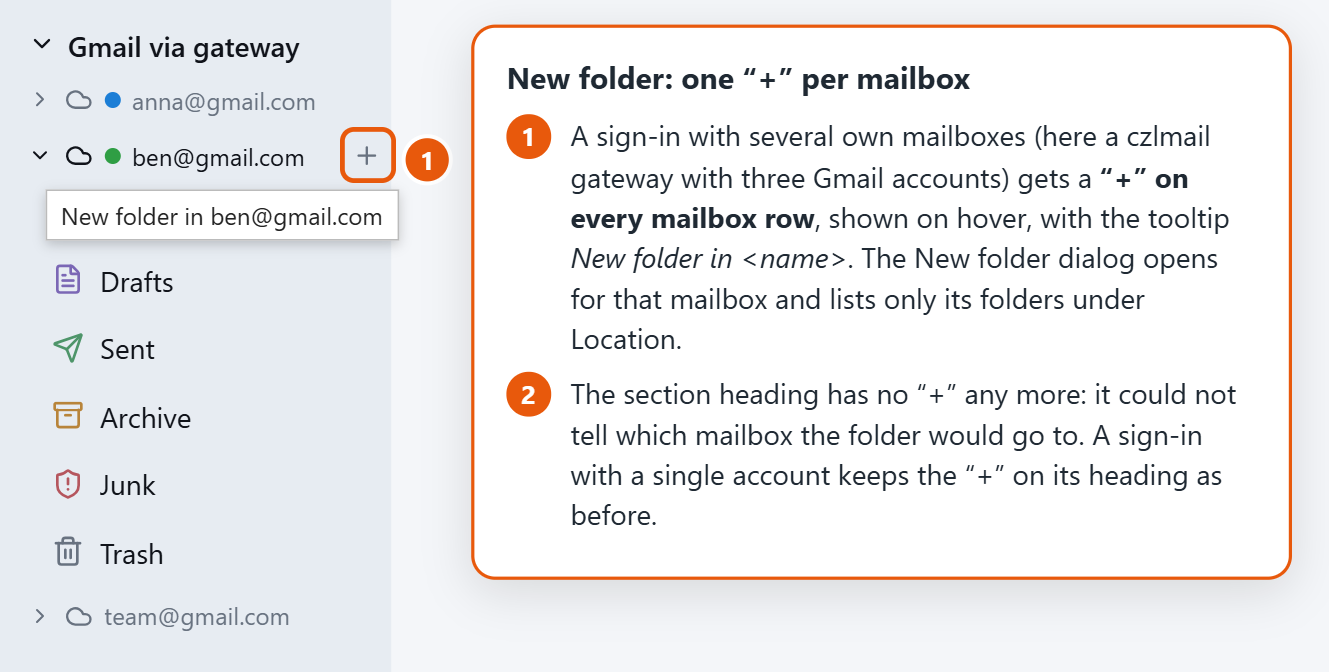 Gmail via gateway
anna@gmail.com
ben@gmail.com
1
New folder in ben@gmail.com
Drafts
Sent
Archive
Junk
Trash
team@gmail.com
New folder: one “+” per mailbox
1 A sign-in with several own mailboxes (here a czlmail
gateway with three Gmail accounts) gets a “+” on
every mailbox row, shown on hover, with the tooltip
New folder in <name>. The New folder dialog opens
for that mailbox and lists only its folders under
Location.
2 The section heading has no “+” any more: it could not
tell which mailbox the folder would go to. A sign-in
with a single account keeps the “+” on its heading as
before.